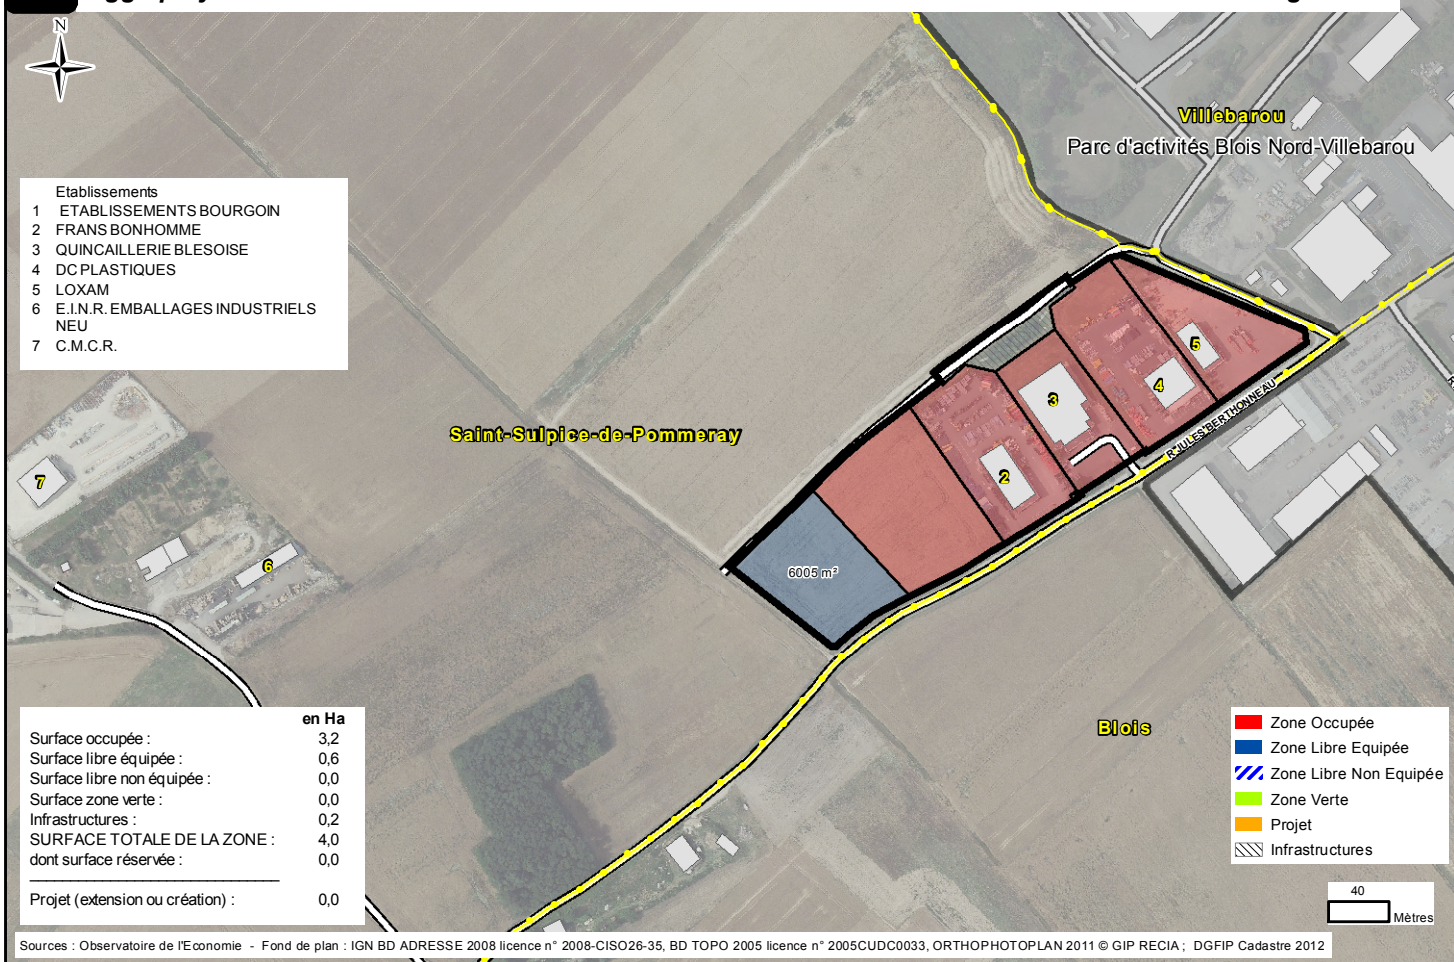 N
Villebarou
Parc d'activités Blois Nord-Villebarou
Etablissements
1 ETABLISSEMENTS BOURGOIN
2 FRANS BONHOMME
3 QUINCAILLERIE BLESOISE
4 DC PLASTIQUES
5 LOXAM
6 E.I.N.R. EMBALLAGES INDUSTRIELS
NEU
7 C.M.C.R.
5
4
3
R JULES BERTHONNEAU
Saint-Sulpice-de-Pommeray
2
7
6
6005 m²
Blois
en Ha
Surface occupée : 3,2
Surface libre équipée : 0,6
Surface libre non équipée : 0,0
Surface zone verte : 0,0
Infrastructures : 0,2
SURFACE TOTALE DE LA ZONE : 4,0
dont surface réservée : 0,0
Projet (extension ou création) : 0,0
Zone Occupée
Zone Libre Equipée
Zone Libre Non Equipée
Zone Verte
Projet
Infrastructures
40
Mètres
Sources : Observatoire de l'Economie - Fond de plan : IGN BD ADRESSE 2008 licence n° 2008-CISO26-35, BD TOPO 2005 licence n° 2005CUDC0033, ORTHOPHOTOPLAN 2011 © GIP RECIA ; DGFIP Cadastre 2012